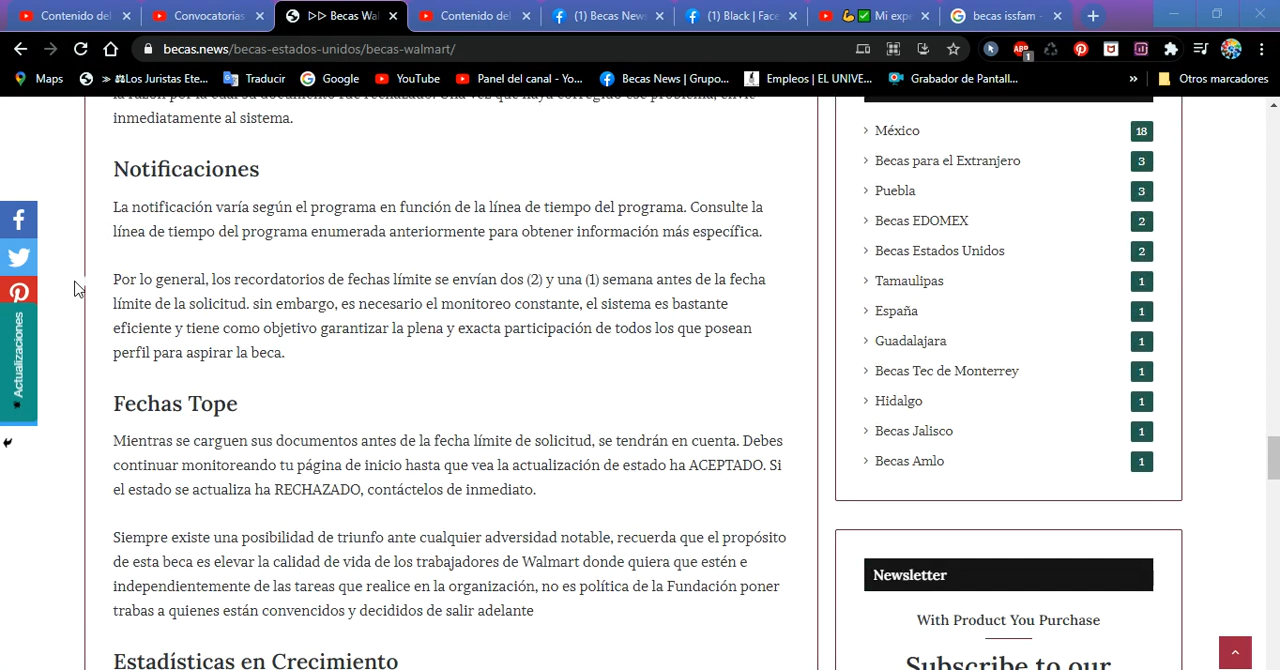 Contenido del
Convocatorias
▷▷ Becas Wal
Contenido del
(1) Becas News
(1) Black | Face
Mi expe
becas issfam -
becas.news/becas-estados-unidos/becas-walmart/
ABP
1
Maps
» ⚖Los Juristas Ete...
Traducir
Google
YouTube
Panel del canal - Yo...
Becas News | Grupo...
Empleos | EL UNIVE...
Grabador de Pantall...
»
Otros marcadores
inmediatamente al sistema.
Notificaciones
La notificación varía según el programa en función de la línea de tiempo del programa. Consulte la
línea de tiempo del programa enumerada anteriormente para obtener información más específica.
Por lo general, los recordatorios de fechas límite se envían dos (2) y una (1) semana antes de la fecha
límite de la solicitud. sin embargo, es necesario el monitoreo constante, el sistema es bastante
eficiente y tiene como objetivo garantizar la plena y exacta participación de todos los que posean
perfil para aspirar la beca.
Fechas Tope
Mientras se carguen sus documentos antes de la fecha límite de solicitud, se tendrán en cuenta. Debes
continuar monitoreando tu página de inicio hasta que vea la actualización de estado ha ACEPTADO. Si
el estado se actualiza ha RECHAZADO, contáctelos de inmediato.
Siempre existe una posibilidad de triunfo ante cualquier adversidad notable, recuerda que el propósito
de esta beca es elevar la calidad de vida de los trabajadores de Walmart donde quiera que estén e
independientemente de las tareas que realice en la organización, no es política de la Fundación poner
trabas a quienes están convencidos y decididos de salir adelante
Estadísticas en Crecimiento
Actualizaciones
México 18
Becas para el Extranjero 3
Puebla 3
Becas EDOMEX 2
Becas Estados Unidos 2
Tamaulipas 1
España 1
Guadalajara 1
Becas Tec de Monterrey 1
Hidalgo 1
Becas Jalisco 1
Becas Amlo 1
Newsletter
With Product You Purchase
Subscribe to our